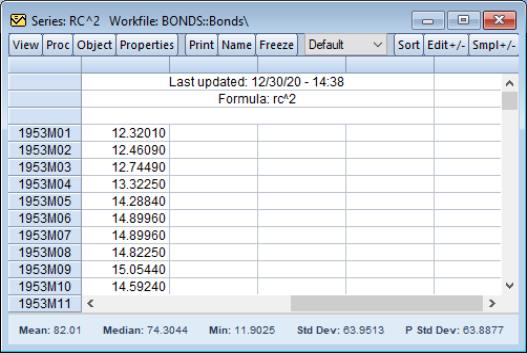 Series: RC^2 Workfile: BONDS::Bonds\
View Proc Object Properties Print Name Freeze Default Sort Edit+/- Smpl+/-
Last updated: 12/30/20 - 14:38
Formula: rc^2
1953M01 12.32010
1953M02 12.46090
1953M03 12.74490
1953M04 13.32250
1953M05 14.28840
1953M06 14.89960
1953M07 14.89960
1953M08 14.82250
1953M09 15.05440
1953M10 14.59240
1953M11
Mean: 82.01 Median: 74.3044 Min: 11.9025 Std Dev: 63.9513 P Std Dev: 63.8877